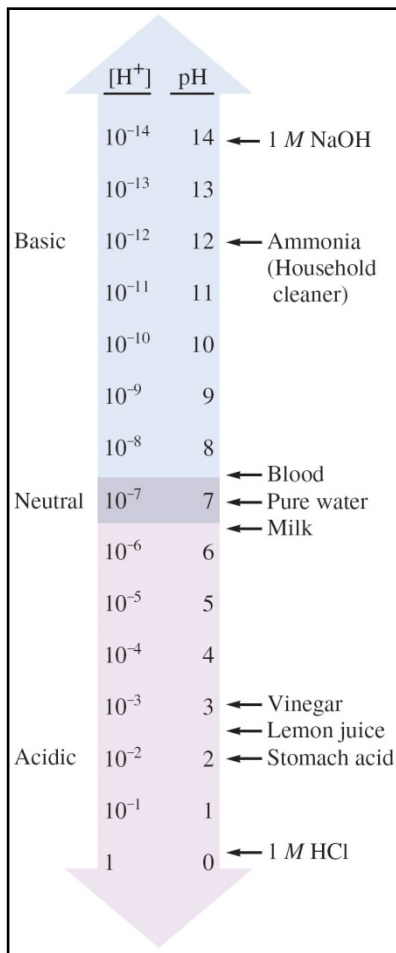 [H⁺] pH
10⁻¹⁴ 14 1 M NaOH
10⁻¹³ 13
Basic 10⁻¹² 12 Ammonia
(Household
cleaner)
10⁻¹¹ 11
10⁻¹⁰ 10
10⁻⁹ 9
10⁻⁸ 8
Blood
Neutral 10⁻⁷ 7 Pure water
Milk
10⁻⁶ 6
10⁻⁵ 5
10⁻⁴ 4
10⁻³ 3 Vinegar
Lemon juice
Acidic 10⁻² 2 Stomach acid
10⁻¹ 1
1 0 1 M HCl